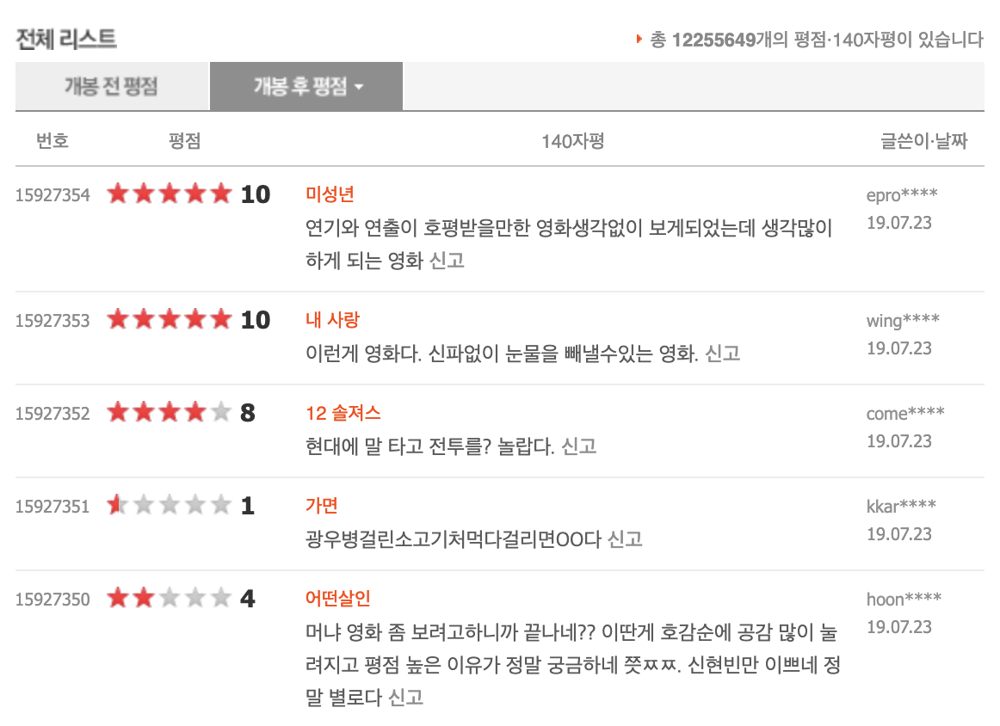 전체 리스트
총 12255649개의 평점·140자평이 있습니다
개봉 전 평점
개봉 후 평점
번호 평점 140자평 글쓴이·날짜
15927354 10 미성년 epro****
연기와 연출이 호평받을만한 영화생각없이 보게되었는데 생각많이 19.07.23
하게 되는 영화 신고
15927353 10 내 사랑 wing****
이런게 영화다. 신파없이 눈물을 빼낼수있는 영화. 신고 19.07.23
15927352 8 12 솔져스 come****
현대에 말 타고 전투를? 놀랍다. 신고 19.07.23
15927351 1 가면 kkar****
광우병걸린소고기처먹다걸리면OO다 신고 19.07.23
15927350 4 어떤살인 hoon****
머냐 영화 좀 보려고하니까 끝나네?? 이딴게 호감순에 공감 많이 눌 19.07.23
려지고 평점 높은 이유가 정말 궁금하네 쯧ㅉㅉ. 신현빈만 이쁘네 정
말 별로다 신고